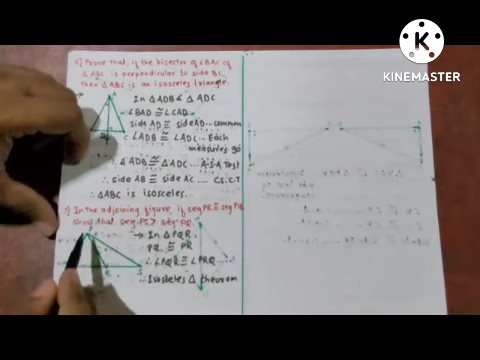 K
KINEMASTER
6) Prove that, if the bisector of ∠BAC of
△ABC is perpendicular to side BC,
then △ABC is an isosceles triangle.
In △ADB & △ADC
∠BAD ≅ ∠CAD
side AD ≅ side AD... common
∠ADB ≅ ∠ADC... Each
measures 90
∴ △ADB ≅ △ADC... A.S.A Test
∴ side AB ≅ side AC .... C.S.C.T
∴ △ABC is isosceles.
7) In the adjoining figure, if seg PR ≅ seg PQ
show that seg. PS > seg. PQ.
→ In △PQR.
PQ ≅ PR
∴ ∠PQR ≅ ∠PRQ ....
∴ Isosceles △ theorem